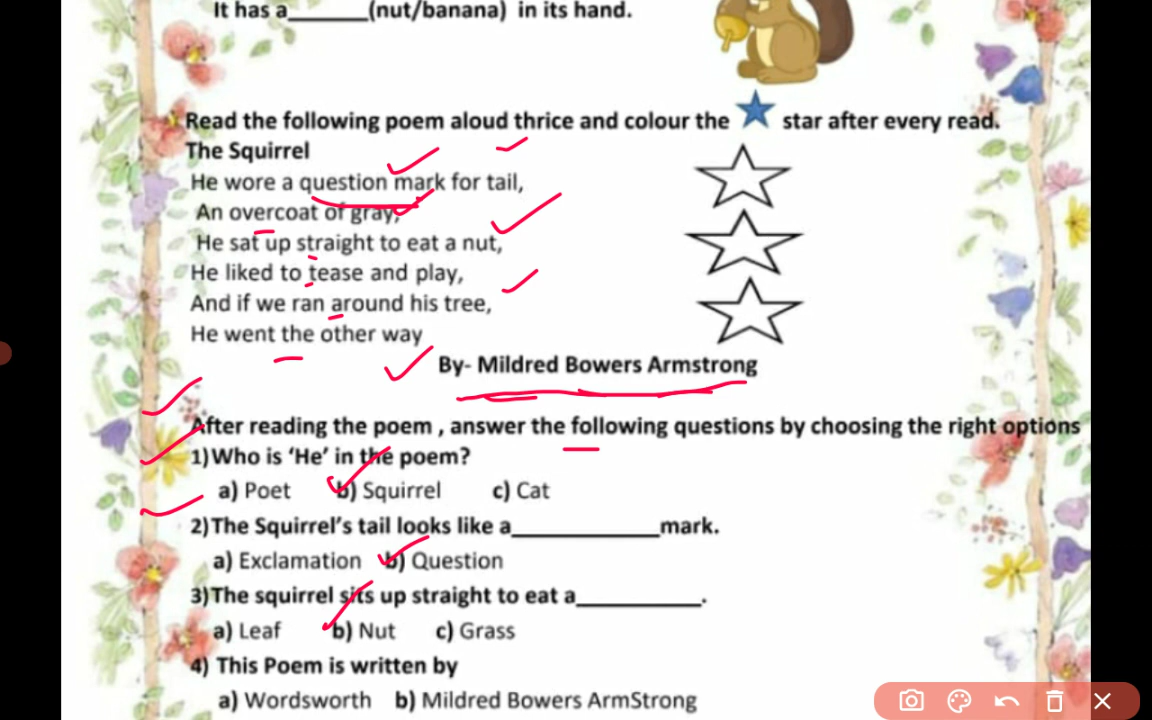 It has a______(nut/banana) in its hand.
Read the following poem aloud thrice and colour the star after every read.
The Squirrel
He wore a question mark for tail,
An overcoat of gray,
He sat up straight to eat a nut,
He liked to tease and play,
And if we ran around his tree,
He went the other way
By- Mildred Bowers Armstrong
After reading the poem , answer the following questions by choosing the right options
1)Who is ‘He’ in the poem?
a) Poet b) Squirrel c) Cat
2)The Squirrel’s tail looks like a____________mark.
a) Exclamation b) Question
3)The squirrel sits up straight to eat a__________.
a) Leaf b) Nut c) Grass
4) This Poem is written by
a) Wordsworth b) Mildred Bowers ArmStrong